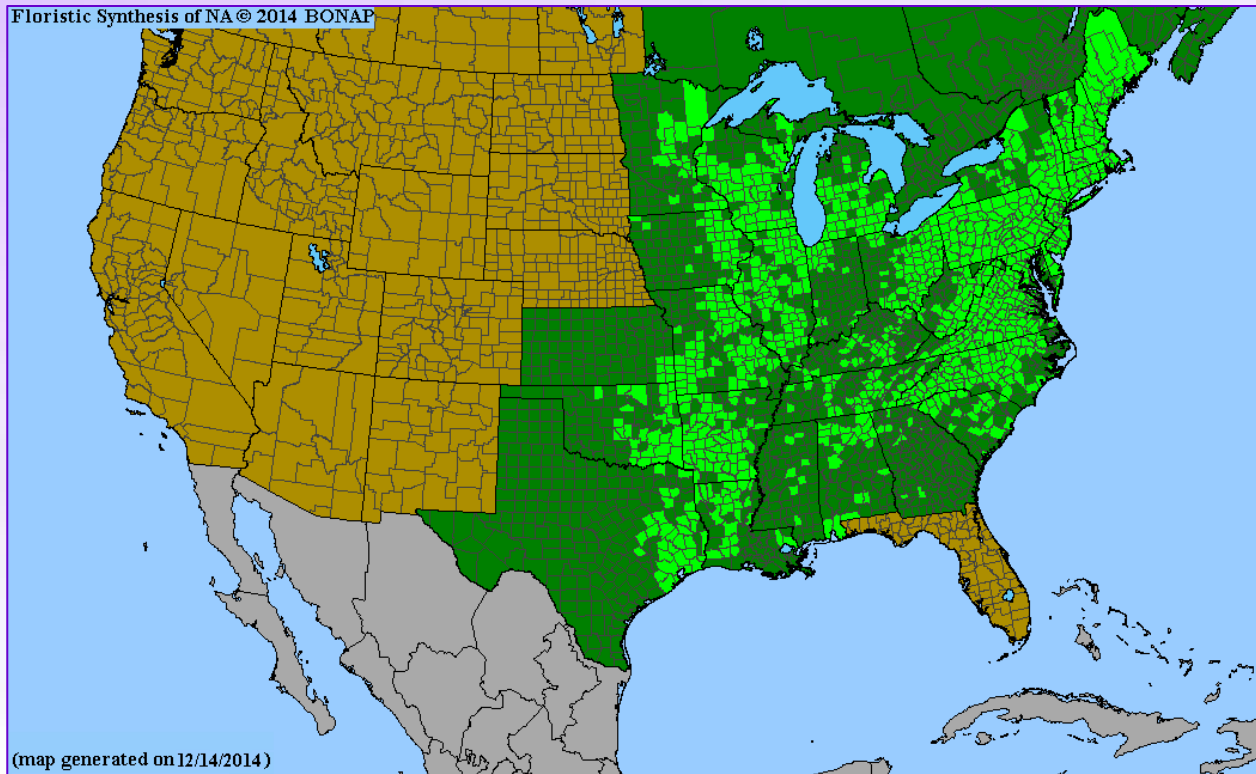 Floristic Synthesis of NA © 2014 BONAP
(map generated on 12/14/2014)